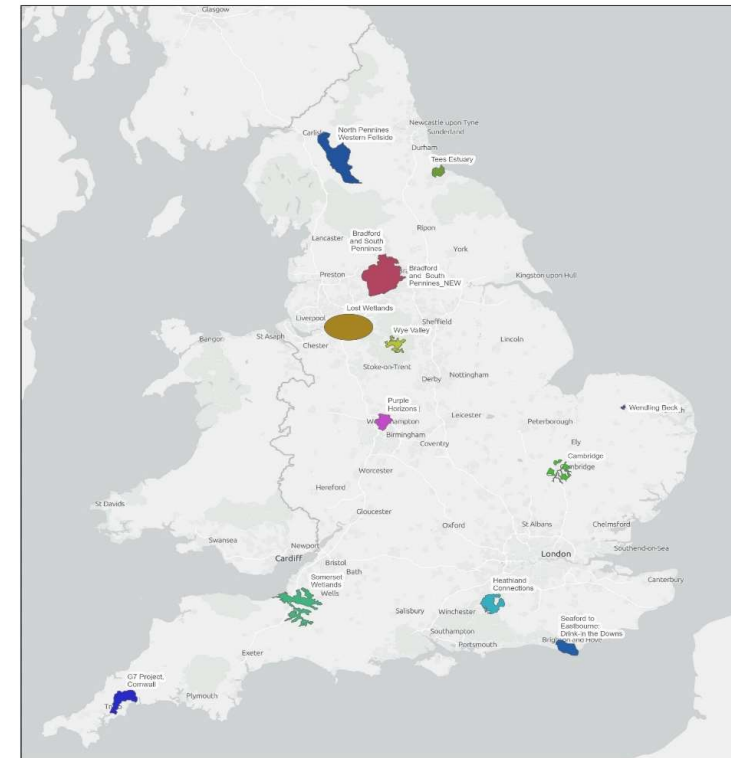 Glasgow
Newcastle upon Tyne
Sunderland
Carlisle
North Pennines
Western Fellside
Durham
Tees Estuary
Ripon
Lancaster
Bradford
and South
Pennines
York
Preston
Bradford
and South
Pennines_NEW
Kingston upon Hull
Lost Wetlands
Liverpool
Sheffield
Wye Valley
Bangor
St Asaph
Chester
Lincoln
Stoke-on-Trent
Derby
Nottingham
Purple
Horizons
Leicester
Peterborough
Wendling Beck
Birmingham
Coventry
Ely
Cambridge
Worcester
Hereford
St Davids
Gloucester
Oxford
St Albans
Chelmsford
Swansea
Newport
Cardiff
Bristol
Bath
London
Southend-on-Sea
Somerset
Wetlands
Wells
Heathland
Connections
Canterbury
Salisbury
Winchester
Seaford to
Eastbourne:
Drink-in the Downs
Brighton and Hove
Southampton
Portsmouth
Exeter
G7 Project,
Cornwall
Plymouth